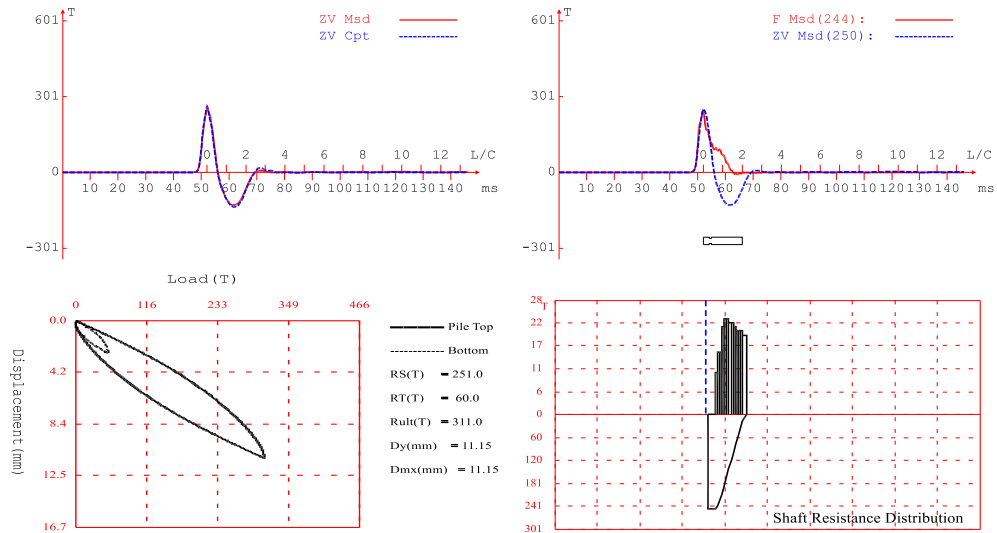 T
601
301
0
-301
ZV Msd
ZV Cpt
0 2 4 6 8 10 12 L/C
10 20 30 40 50 60 70 80 90 100 110 120 130 140 ms
601
301
0
-301
F Msd(244):
ZV Msd(250):
0 2 4 6 8 10 12 L/C
10 20 30 40 50 60 70 80 90 100 110 120 130 140 ms
Load(T)
0 116 233 349 466
0.0
4.2
8.4
12.5
16.7
Displacement(mm)
Pile Top
Bottom
RS(T) = 251.0
RT(T) = 60.0
Rult(T) = 311.0
Dy(mm) = 11.15
Dmx(mm) = 11.15
28
T
22
17
11
6
0
60
120
181
241
301
Shaft Resistance Distribution